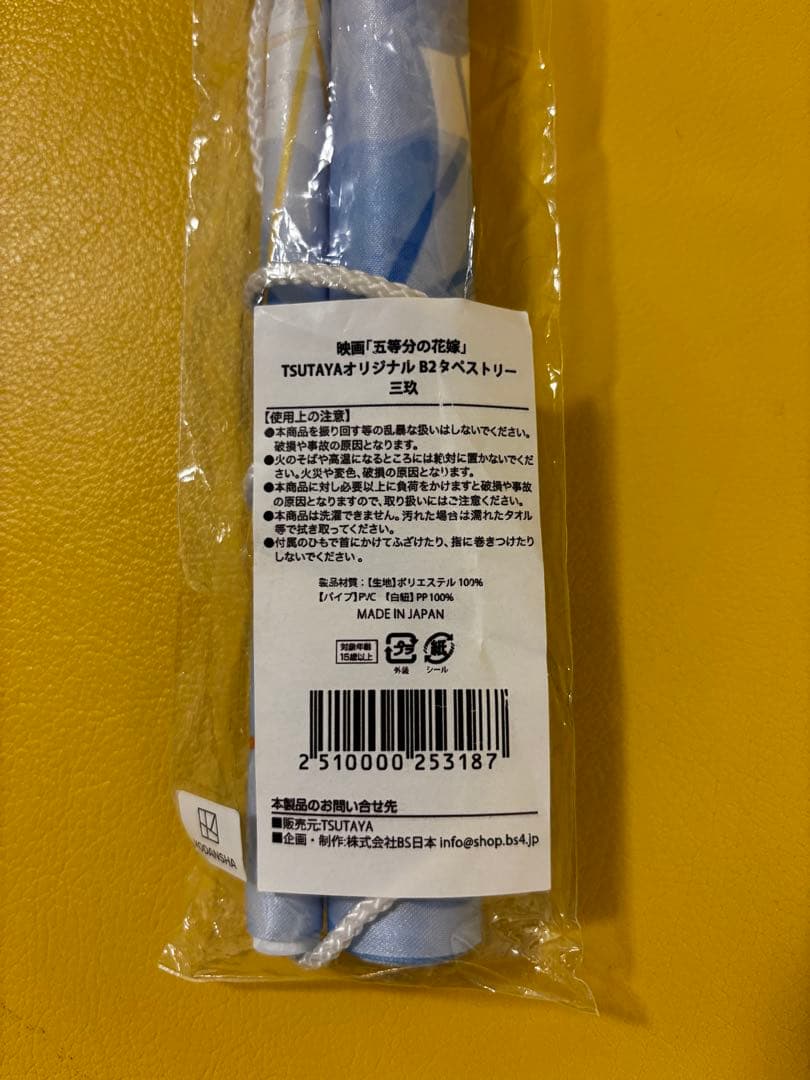 映画「五等分の花嫁」
TSUTAYAオリジナル B2タペストリー
三玖
【使用上の注意】
●本商品を振り回す等の乱暴な扱いはしないでください。
破損や事故の原因となります。
●火のそばや高温になるところには絶対に置かないでくだ
さい。火災や変色、破損の原因となります。
●本商品に対し必要以上に負荷をかけますと破損や事故
の原因となりますので、取り扱いにはご注意ください。
●本商品は洗濯できません。汚れた場合は濡れたタオル
等で拭き取ってください。
●付属のひもで首にかけてふざけたり、指に巻きつけたり
しないでください。
製品材質:【生地】ポリエステル 100%
【パイプ】PVC 【白紐】PP 100%
MADE IN JAPAN
対象年齢
15歳以上
プラ
外装
紙
シール
2 510000 253187
本製品のお問い合せ先
■販売元:TSUTAYA
■企画・制作:株式会社BS日本 info@shop.bs4.jp
KODANSHA